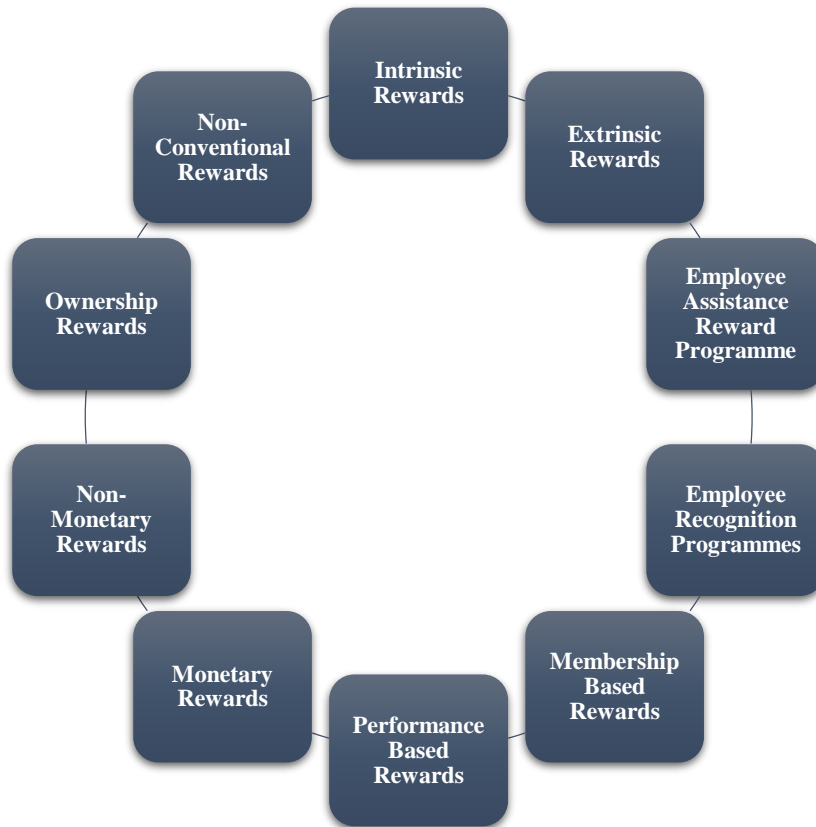 Intrinsic
Rewards
Extrinsic
Rewards
Employee
Assistance
Reward
Programme
Employee
Recognition
Programmes
Membership
Based
Rewards
Performance
Based
Rewards
Monetary
Rewards
Non-
Monetary
Rewards
Ownership
Rewards
Non-
Conventional
Rewards